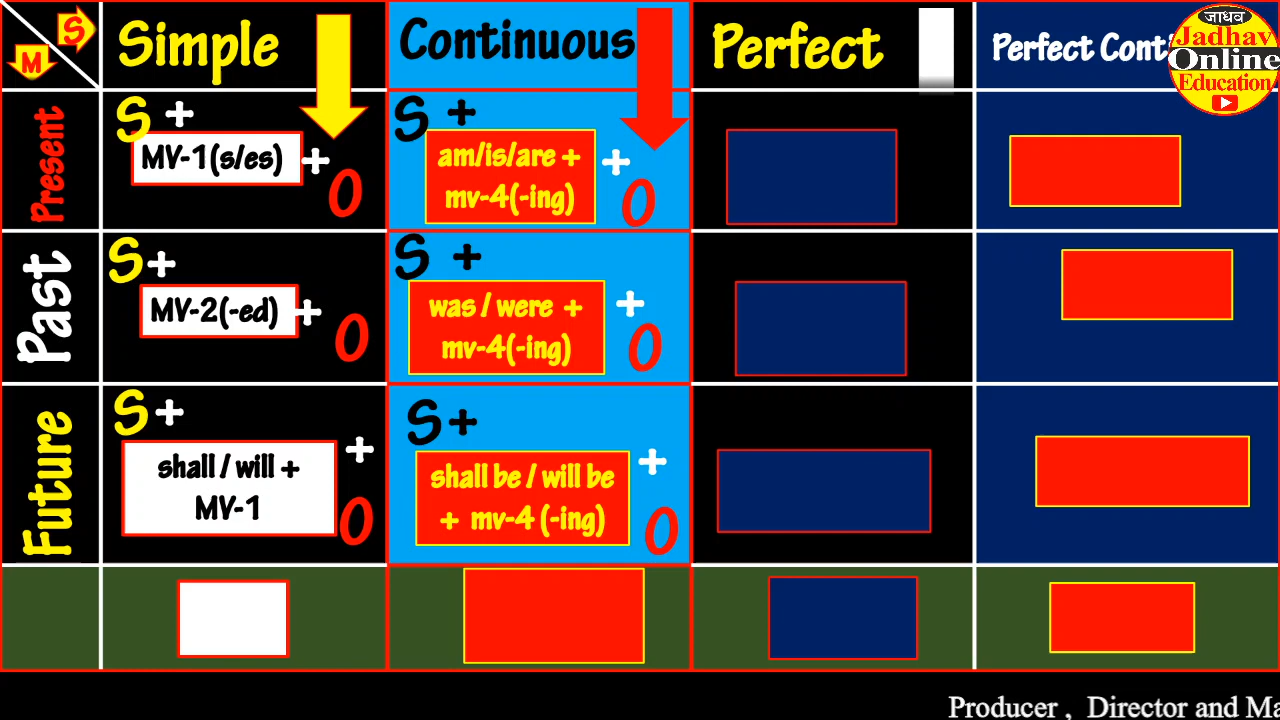 S
M
Simple
Continuous
Perfect
Perfect Cont
जाधव
Jadhav
Online
Education
Present
S +
MV-1(s/es) +
O
S +
am/is/are +
mv-4(-ing)
+
O
Past
S+
MV-2(-ed) +
O
S +
was / were +
mv-4(-ing)
+
O
Future
S+
shall / will +
MV-1
+
O
S+
shall be / will be
+ mv-4 (-ing)
+
O
Producer , Director and Ma